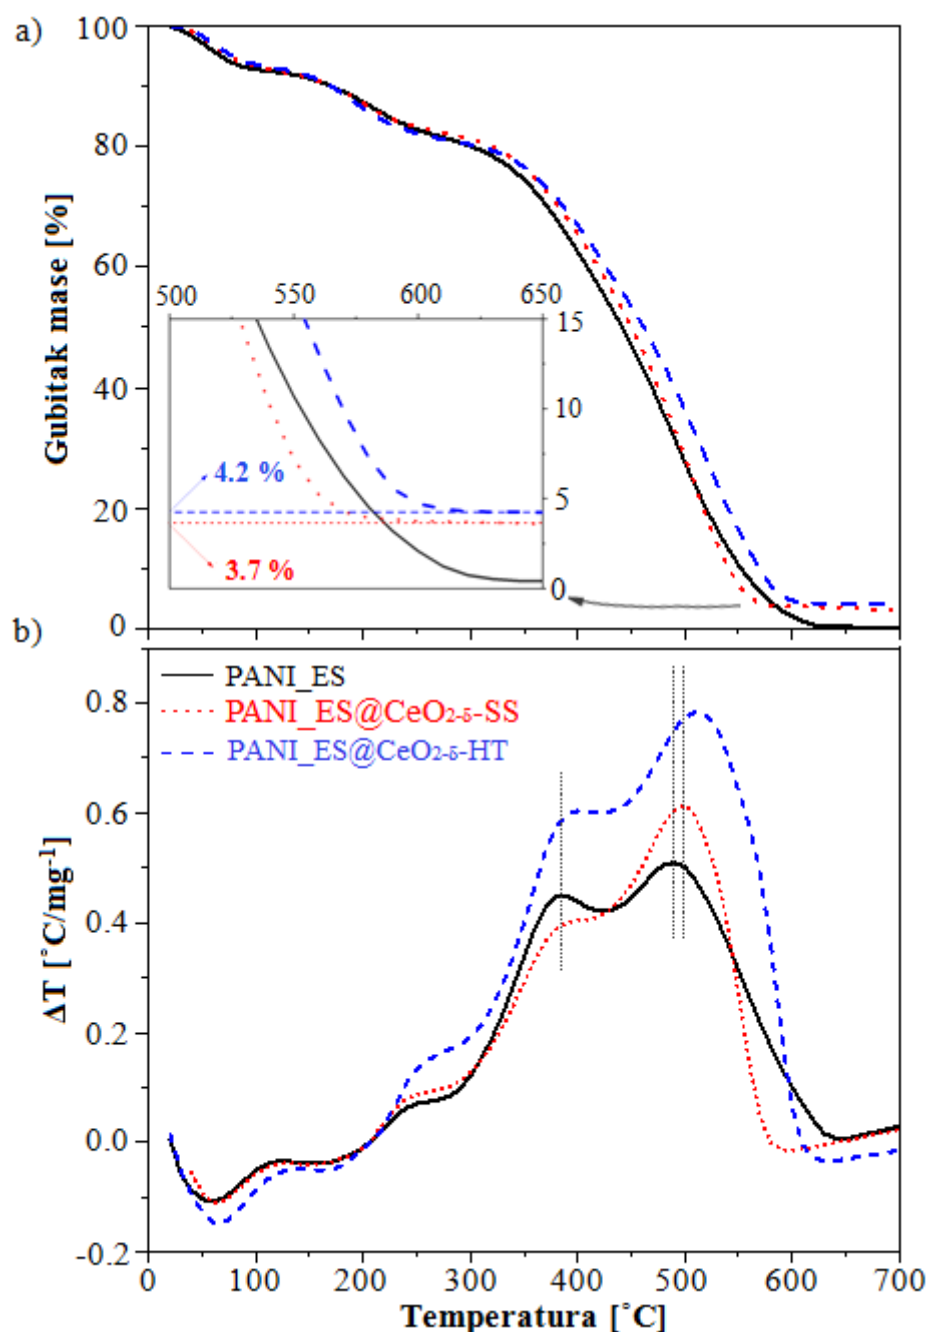 a)
Gubitak mase [%]
100
80
60
40
20
0
500 550 600 650
15
10
5
0
4.2 %
3.7 %
b)
ΔT [˚C/mg⁻¹]
PANI_ES
PANI_ES@CeO₂₋δ-SS
PANI_ES@CeO₂₋δ-HT
0.8
0.6
0.4
0.2
0.0
-0.2
0 100 200 300 400 500 600 700
Temperatura [˚C]